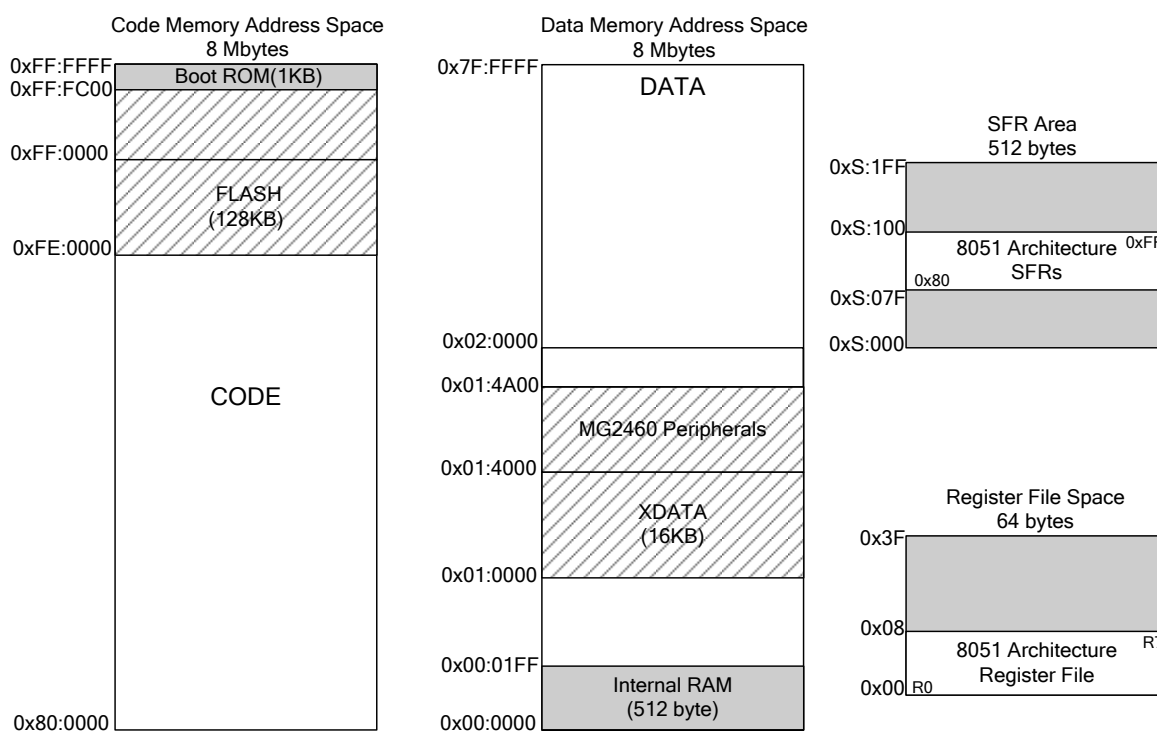 Code Memory Address Space
8 Mbytes
0xFF:FFFF
Boot ROM(1KB)
0xFF:FC00
0xFF:0000
FLASH
(128KB)
0xFE:0000
CODE
0x80:0000
Data Memory Address Space
8 Mbytes
0x7F:FFFF
DATA
0x02:0000
0x01:4A00
MG2460 Peripherals
0x01:4000
XDATA
(16KB)
0x01:0000
0x00:01FF
Internal RAM
(512 byte)
0x00:0000
SFR Area
512 bytes
0xS:1FF
0xS:100
8051 Architecture
SFRs
0xFF
0x80
0xS:07F
0xS:000
Register File Space
64 bytes
0x3F
0x08
8051 Architecture
Register File
R7
0x00
R0